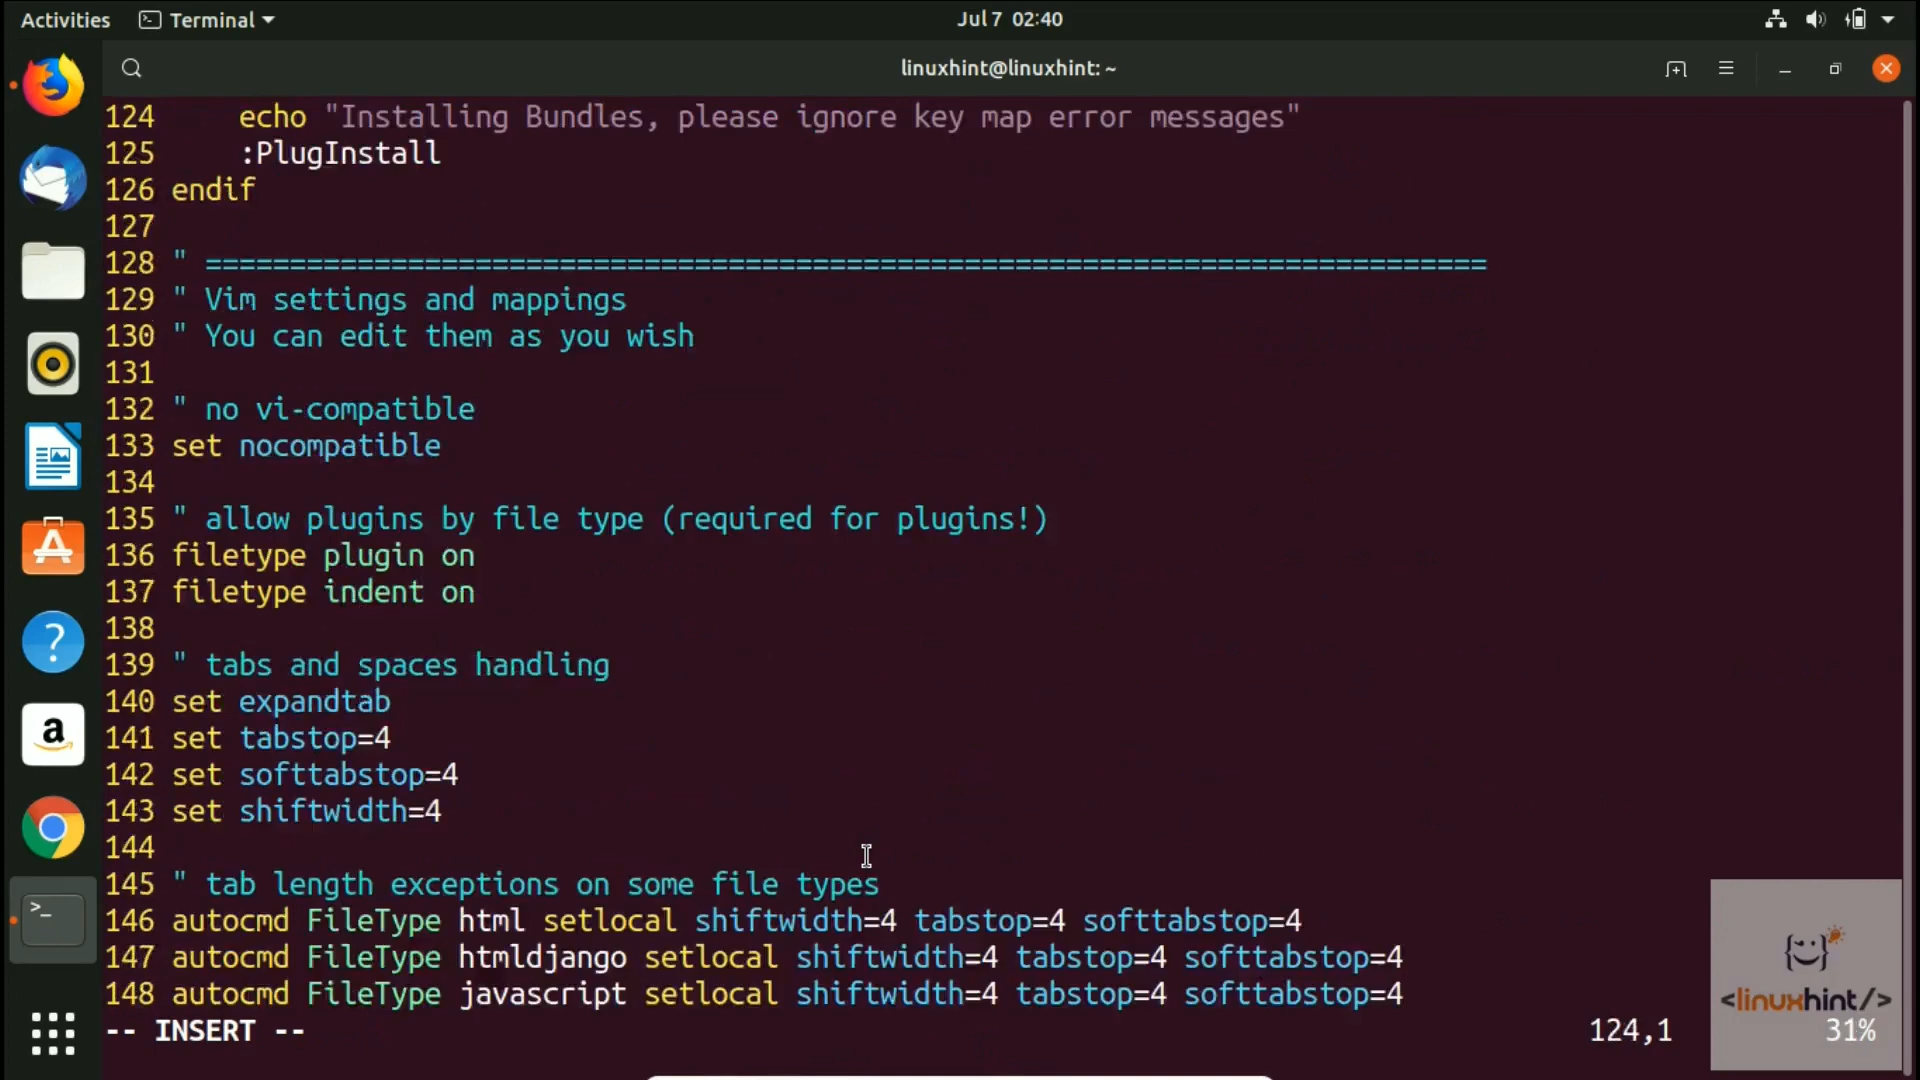 Activities Terminal Jul 7 02:40
linuxhint@linuxhint: ~
124     echo "Installing Bundles, please ignore key map error messages"
125     :PlugInstall
126 endif
127
128 " ============================================================================
129 " Vim settings and mappings
130 " You can edit them as you wish
131
132 " no vi-compatible
133 set nocompatible
134
135 " allow plugins by file type (required for plugins!)
136 filetype plugin on
137 filetype indent on
138
139 " tabs and spaces handling
140 set expandtab
141 set tabstop=4
142 set softtabstop=4
143 set shiftwidth=4
144
145 " tab length exceptions on some file types
146 autocmd FileType html setlocal shiftwidth=4 tabstop=4 softtabstop=4
147 autocmd FileType htmldjango setlocal shiftwidth=4 tabstop=4 softtabstop=4
148 autocmd FileType javascript setlocal shiftwidth=4 tabstop=4 softtabstop=4
-- INSERT -- 124,1 31%
<linuxhint/>